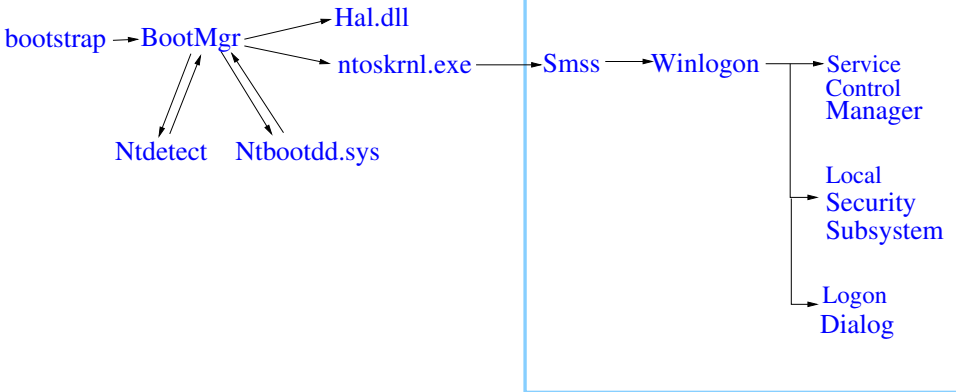 Hal.dll
bootstrap
BootMgr
ntoskrnl.exe
Smss
Winlogon
Service
Control
Manager
Ntdetect
Ntbootdd.sys
Local
Security
Subsystem
Logon
Dialog